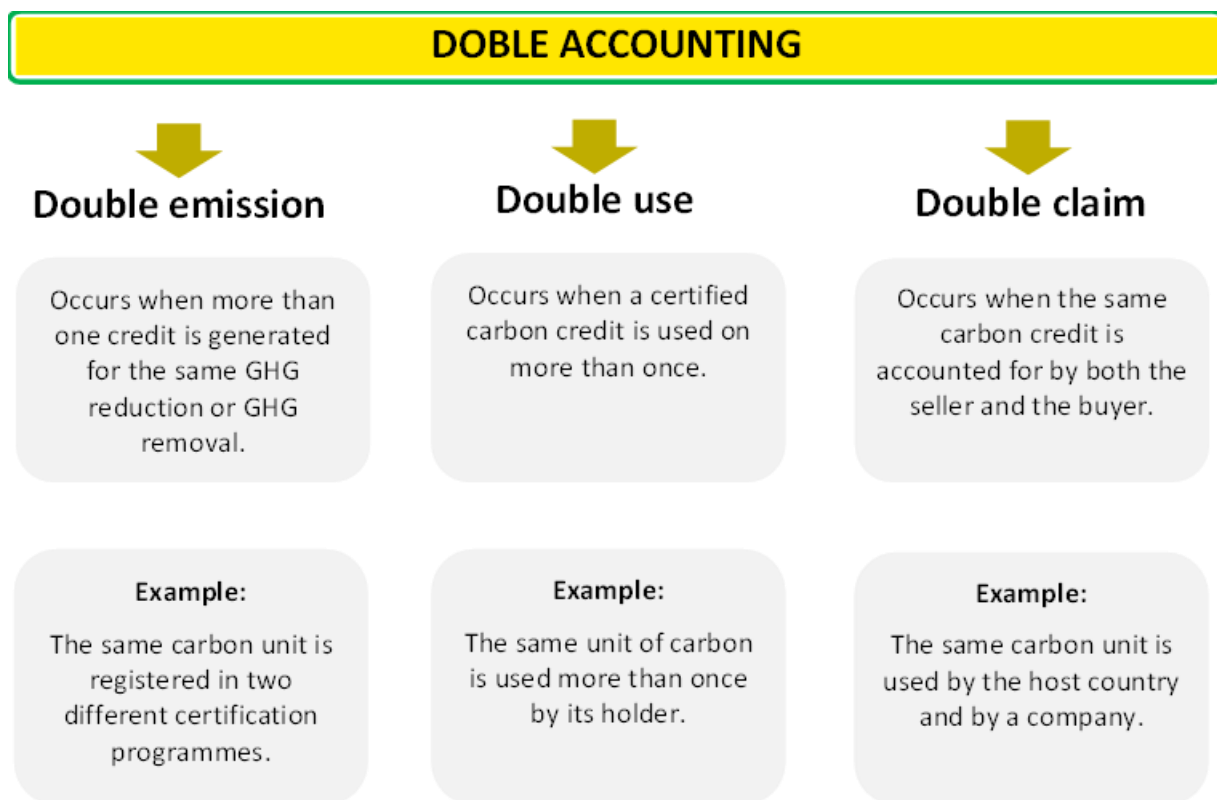 DOBLE ACCOUNTING
Double emission
Occurs when more than
one credit is generated
for the same GHG
reduction or GHG
removal.
Example:
The same carbon unit is
registered in two
different certification
programmes.
Double use
Occurs when a certified
carbon credit is used on
more than once.
Example:
The same unit of carbon
is used more than once
by its holder.
Double claim
Occurs when the same
carbon credit is
accounted for by both the
seller and the buyer.
Example:
The same carbon unit is
used by the host country
and by a company.